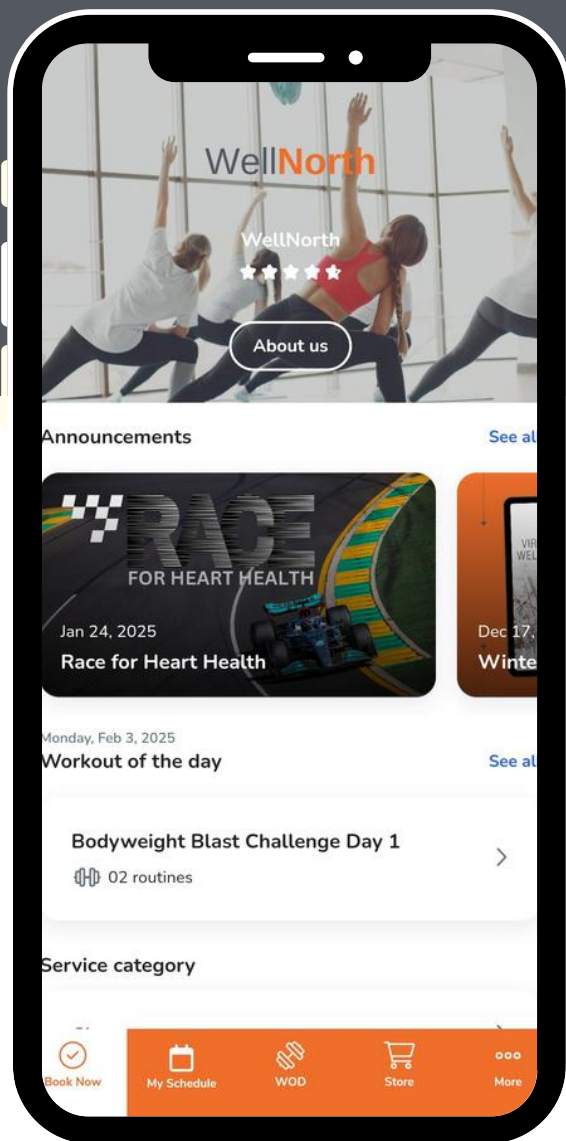 WellNorth
WellNorth
About us
Announcements
See al
RACE
FOR HEART HEALTH
Jan 24, 2025
Race for Heart Health
VIR
WEL
Dec 17,
Winte
Monday, Feb 3, 2025
Workout of the day
See al
Bodyweight Blast Challenge Day 1
02 routines
Service category
Book Now
My Schedule
WOD
Store
More